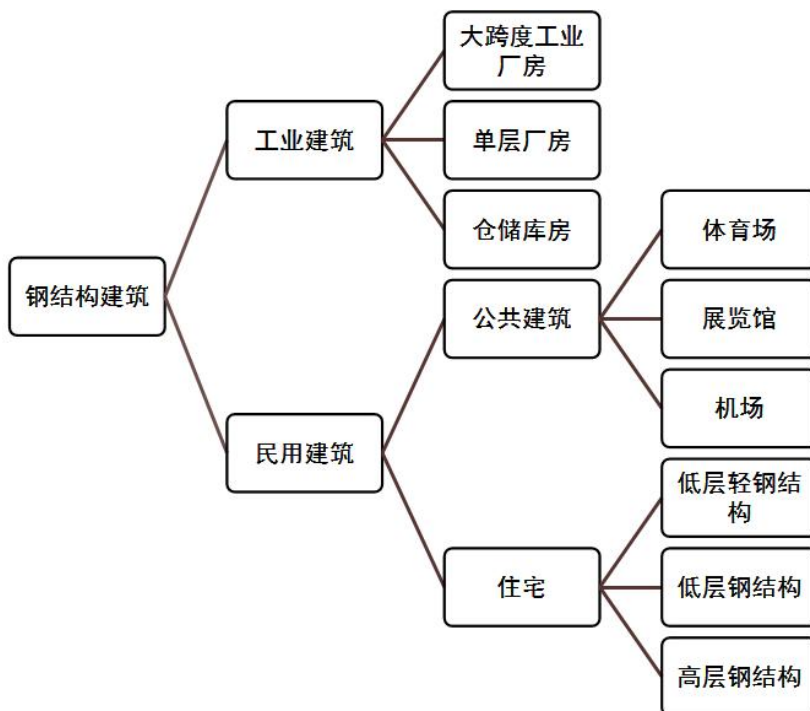 大跨度工业
厂房
工业建筑
单层厂房
仓储库房
体育场
钢结构建筑
公共建筑
展览馆
机场
民用建筑
低层轻钢结
构
住宅
低层钢结构
高层钢结构